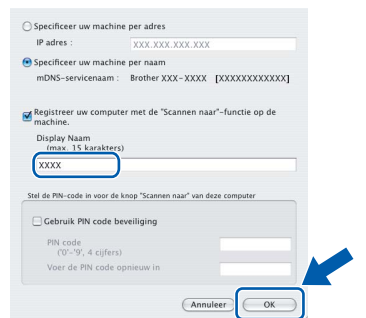 Specificeer uw machine per adres
IP adres : XXX.XXX.XXX.XXX
Specificeer uw machine per naam
mDNS-servicenaam : Brother XXX-XXXX [XXXXXXXXXXXX]
Registreer uw computer met de "Scannen naar"-functie op de
machine.
Display Naam
(max. 15 karakters)
XXXX
Stel de PIN-code in voor de knop "Scannen naar" van deze computer
Gebruik PIN code beveiliging
PIN code
('0'-'9', 4 cijfers)
Voer de PIN code opnieuw in
Annuleer OK